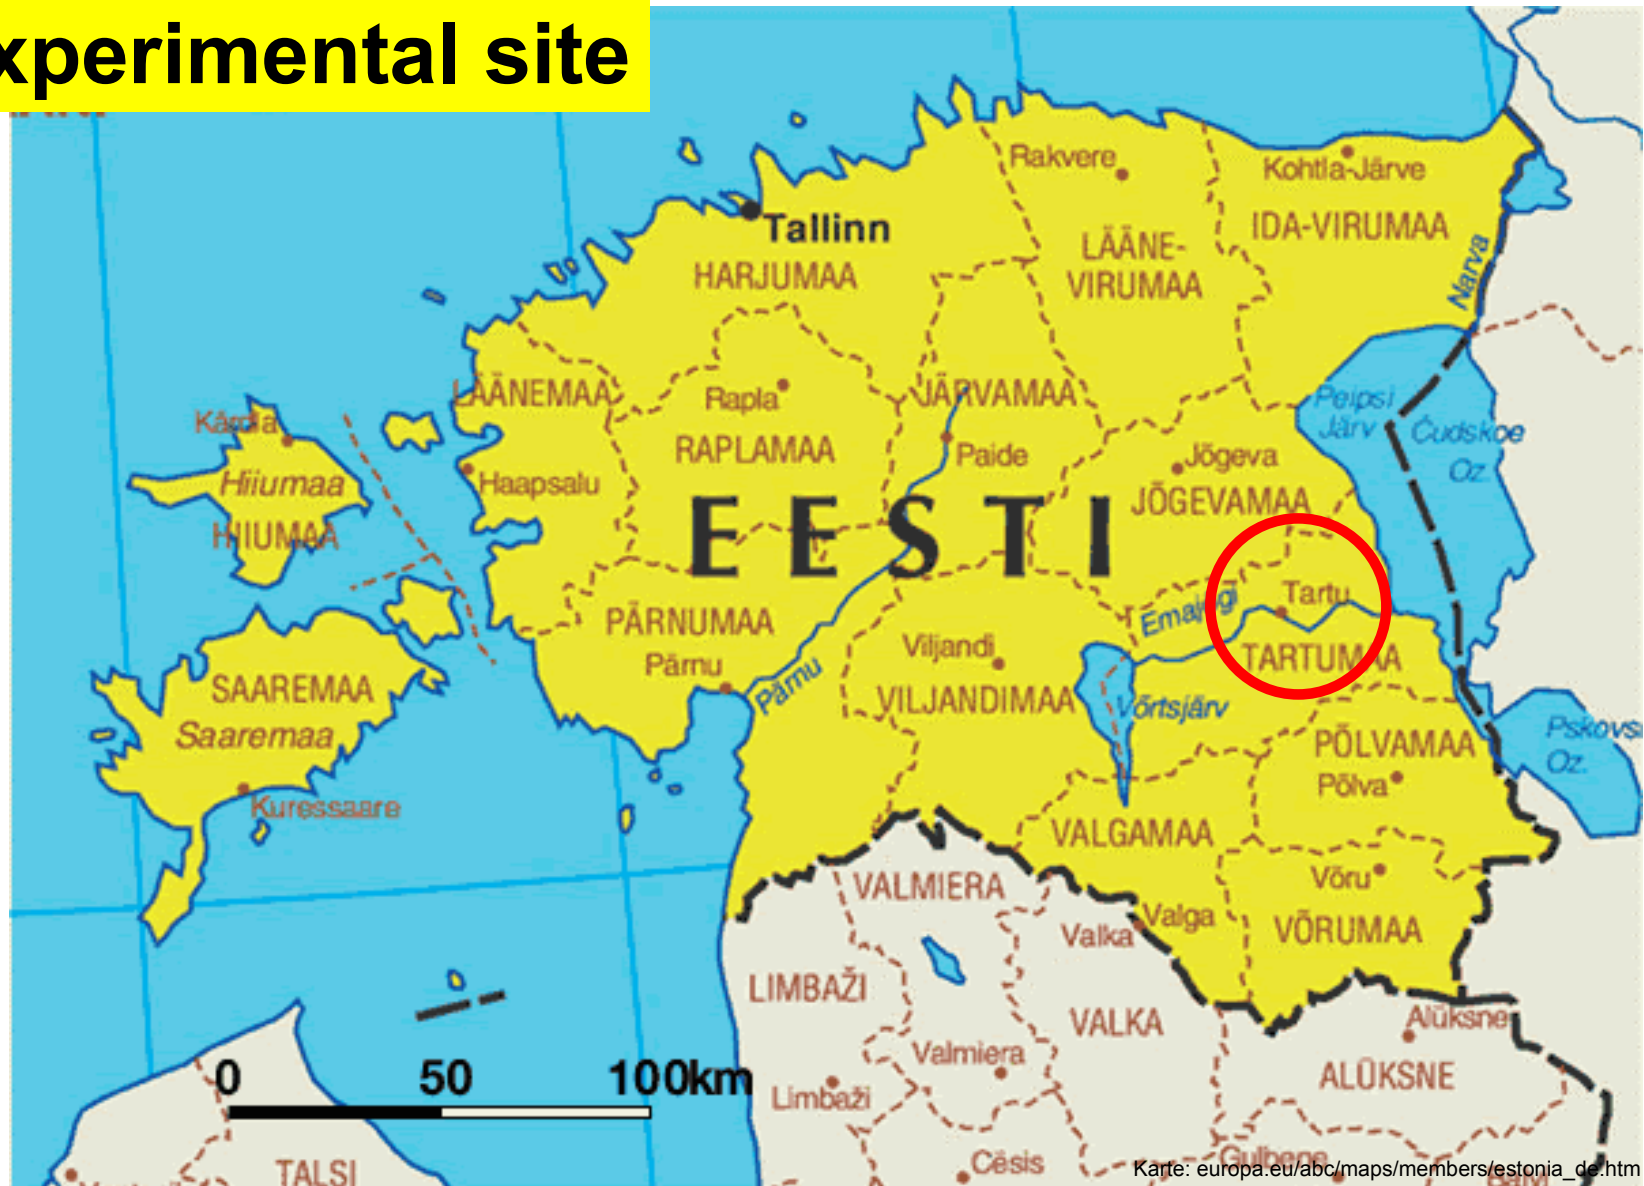 xperimental site
Rakvere
Kohtla-Järve
Tallinn
HARJUMAA
LÄÄNE-
VIRUMAA
IDA-VIRUMAA
Narva
LÄÄNEMAA
Rapla
RAPLAMAA
JÄRVAMAA
Paide
Peipsi
Järv
Čudskoe
Oz.
Kärdla
Hiiumaa
HIIUMAA
Haapsalu
Jõgeva
JÕGEVAMAA
EESTI
Emajõgi
Tartu
TARTUMAA
PÄRNUMAA
Pärnu
Pärnu
Viljandi
VILJANDIMAA
Võrtsjärv
SAAREMAA
Saaremaa
Kuressaare
PÕLVAMAA
Põlva
Oz.
VALGAMAA
Võru
VÕRUMAA
Valga
Valka
VALMIERA
LIMBAŽI
VALKA
Valmiera
Limbaži
Alūksne
ALŪKSNE
0 50 100km
Cēsis
Gulbene
TALSI
Karte: europa.eu/abc/maps/members/estonia_de.htm